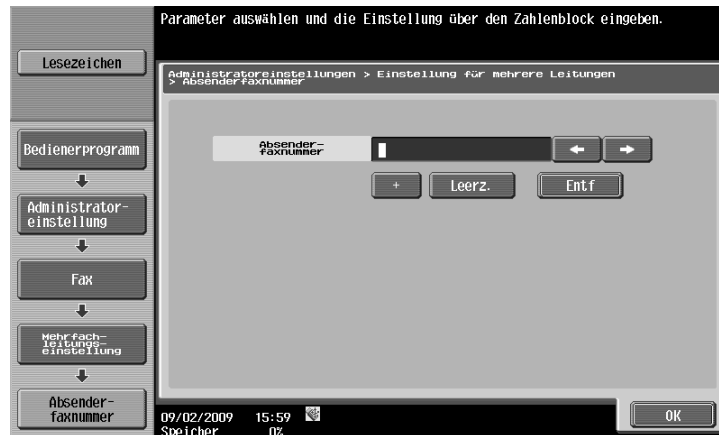 Parameter auswählen und die Einstellung über den Zahlenblock eingeben.
Lesezeichen
Administratoreinstellungen > Einstellung für mehrere Leitungen
> Absenderfaxnummer
Bedienerprogramm
Absender-
faxnummer
+ Leerz. Entf
Administrator-
einstellung
Fax
Mehrfach-
leitungs-
einstellung
Absender-
faxnummer
09/02/2009 15:59
Speicher 0%
OK